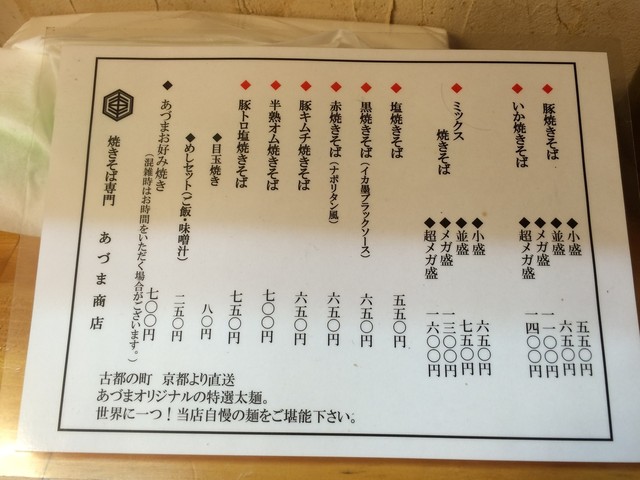 ◆豚焼きそば
◆いか焼きそば
◆小盛 五五〇円
◆並盛 六五〇円
◆メガ盛 一一〇〇円
◆超メガ盛 一四〇〇円
◆ミックス焼きそば
◆小盛 六五〇円
◆並盛 七五〇円
◆メガ盛 一三〇〇円
◆超メガ盛 一六〇〇円
◆塩焼きそば 五五〇円
◆黒焼きそば(イカ墨ブラックソース) 六五〇円
◆赤焼きそば(ナポリタン風) 六五〇円
◆豚キムチ焼きそば 六五〇円
◆半熟オム焼きそば 七〇〇円
◆豚トロ塩焼きそば 七五〇円
◆目玉焼き 八〇円
◆めしセット(ご飯・味噌汁) 二五〇円
◆あづまお好み焼き 七〇〇円
(混雑時はお時間をいただく場合がございます。)
焼きそば専門 あづま商店
古都の町 京都より直送
あづまオリジナルの特選太麺。
世界に一つ！当店自慢の麺をご堪能下さい。